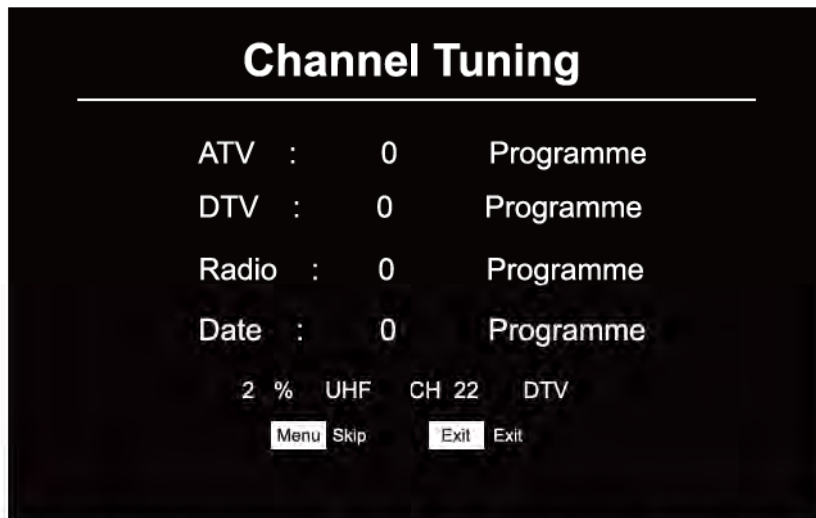 Channel Tuning
ATV : 0 Programme
DTV : 0 Programme
Radio : 0 Programme
Date : 0 Programme
2 % UHF CH 22 DTV
Menu Skip Exit Exit